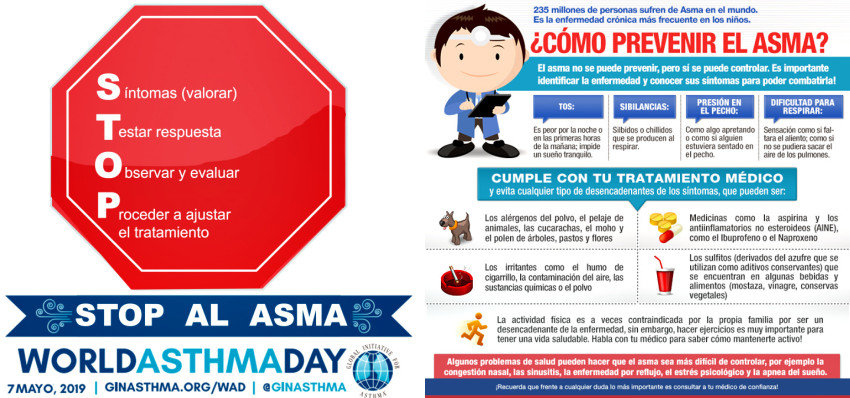 Síntomas (valorar)
Testar respuesta
Observar y evaluar
Proceder a ajustar
el tratamiento
STOP AL ASMA
WORLDASTHMADAY
GLOBAL INITIATIVE FOR ASTHMA
7 MAYO, 2019 | GINASTHMA.ORG/WAD | @GINASTHMA
235 millones de personas sufren de Asma en el mundo.
Es la enfermedad crónica más frecuente en los niños.
¿CÓMO PREVENIR EL ASMA?
El asma no se puede prevenir, pero sí se puede controlar. Es importante
identificar la enfermedad y conocer sus síntomas para poder combatirla!
TOS:
Es peor por la noche o
en las primeras horas
de la mañana; impide
un sueño tranquilo.
SIBILANCIAS:
Silbidos o chillidos
que se producen al
respirar.
PRESIÓN EN
EL PECHO:
Como algo apretando
o como si alguien
estuviera sentado en
el pecho.
DIFICULTAD PARA
RESPIRAR:
Sensación como si fal-
tara el aliento; como si
no se pudiera sacar el
aire de los pulmones.
CUMPLE CON TU TRATAMIENTO MÉDICO
y evita cualquier tipo de desencadenantes de los síntomas, que pueden ser:
Los alérgenos del polvo, el pelaje de
animales, las cucarachas, el moho y
el polen de árboles, pastos y flores
Medicinas como la aspirina y los
antiinflamatorios no esteroideos (AINE),
como el Ibuprofeno o el Naproxeno
Los irritantes como el humo de
cigarrillo, la contaminación del aire, las
sustancias químicas o el polvo
Los sulfitos (derivados del azufre que se
utilizan como aditivos conservantes) que
se encuentran en algunas bebidas y
alimentos (mostaza, vinagre, conservas
vegetales)
La actividad física es a veces contraindicada por la propia familia por ser un
desencadenante de la enfermedad, sin embargo, hacer ejercicios es muy importante para
tener una vida saludable. Habla con tu médico para saber cómo mantenerte activo!
Algunos problemas de salud pueden hacer que el asma sea más difícil de controlar, por ejemplo la
congestión nasal, las sinusitis, la enfermedad por reflujo, el estrés psicológico y la apnea del sueño.
¡Recuerda que frente a cualquier duda lo más importante es consultar a tu médico de confianza!